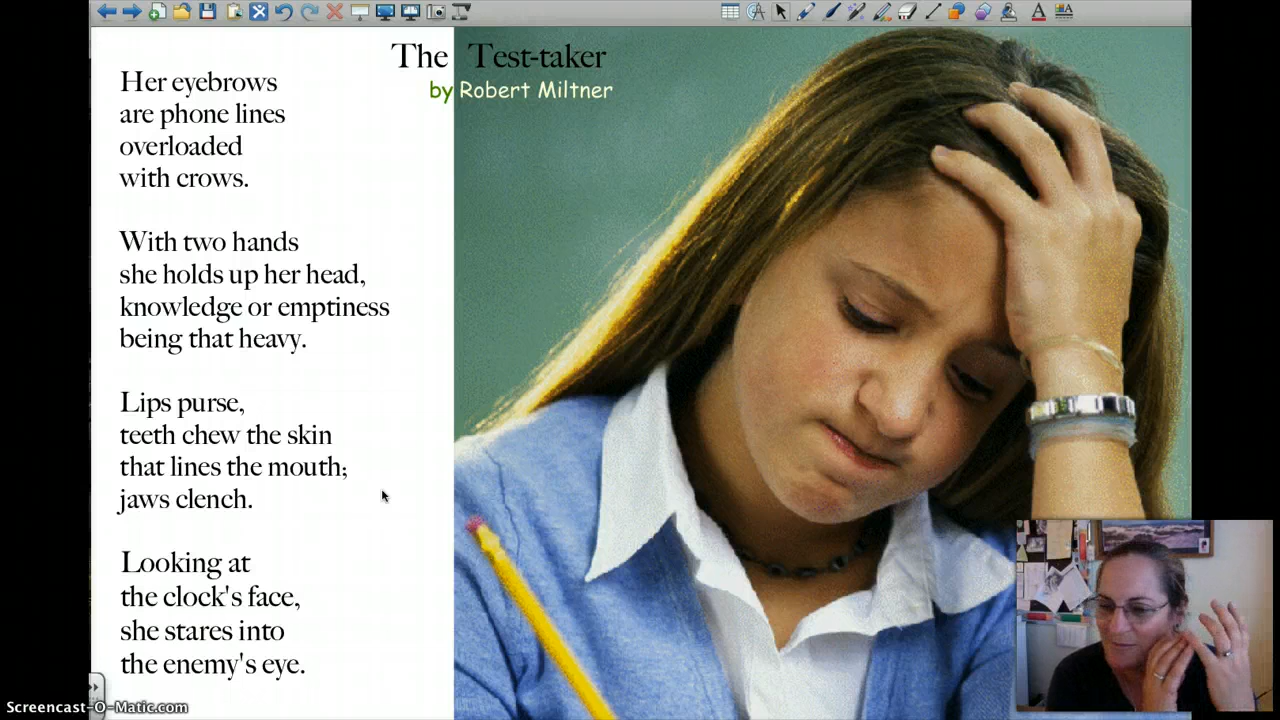 The Test-taker
by Robert Miltner
Her eyebrows
are phone lines
overloaded
with crows.
With two hands
she holds up her head,
knowledge or emptiness
being that heavy.
Lips purse,
teeth chew the skin
that lines the mouth;
jaws clench.
Looking at
the clock's face,
she stares into
the enemy's eye.
Screencast-O-Matic.com